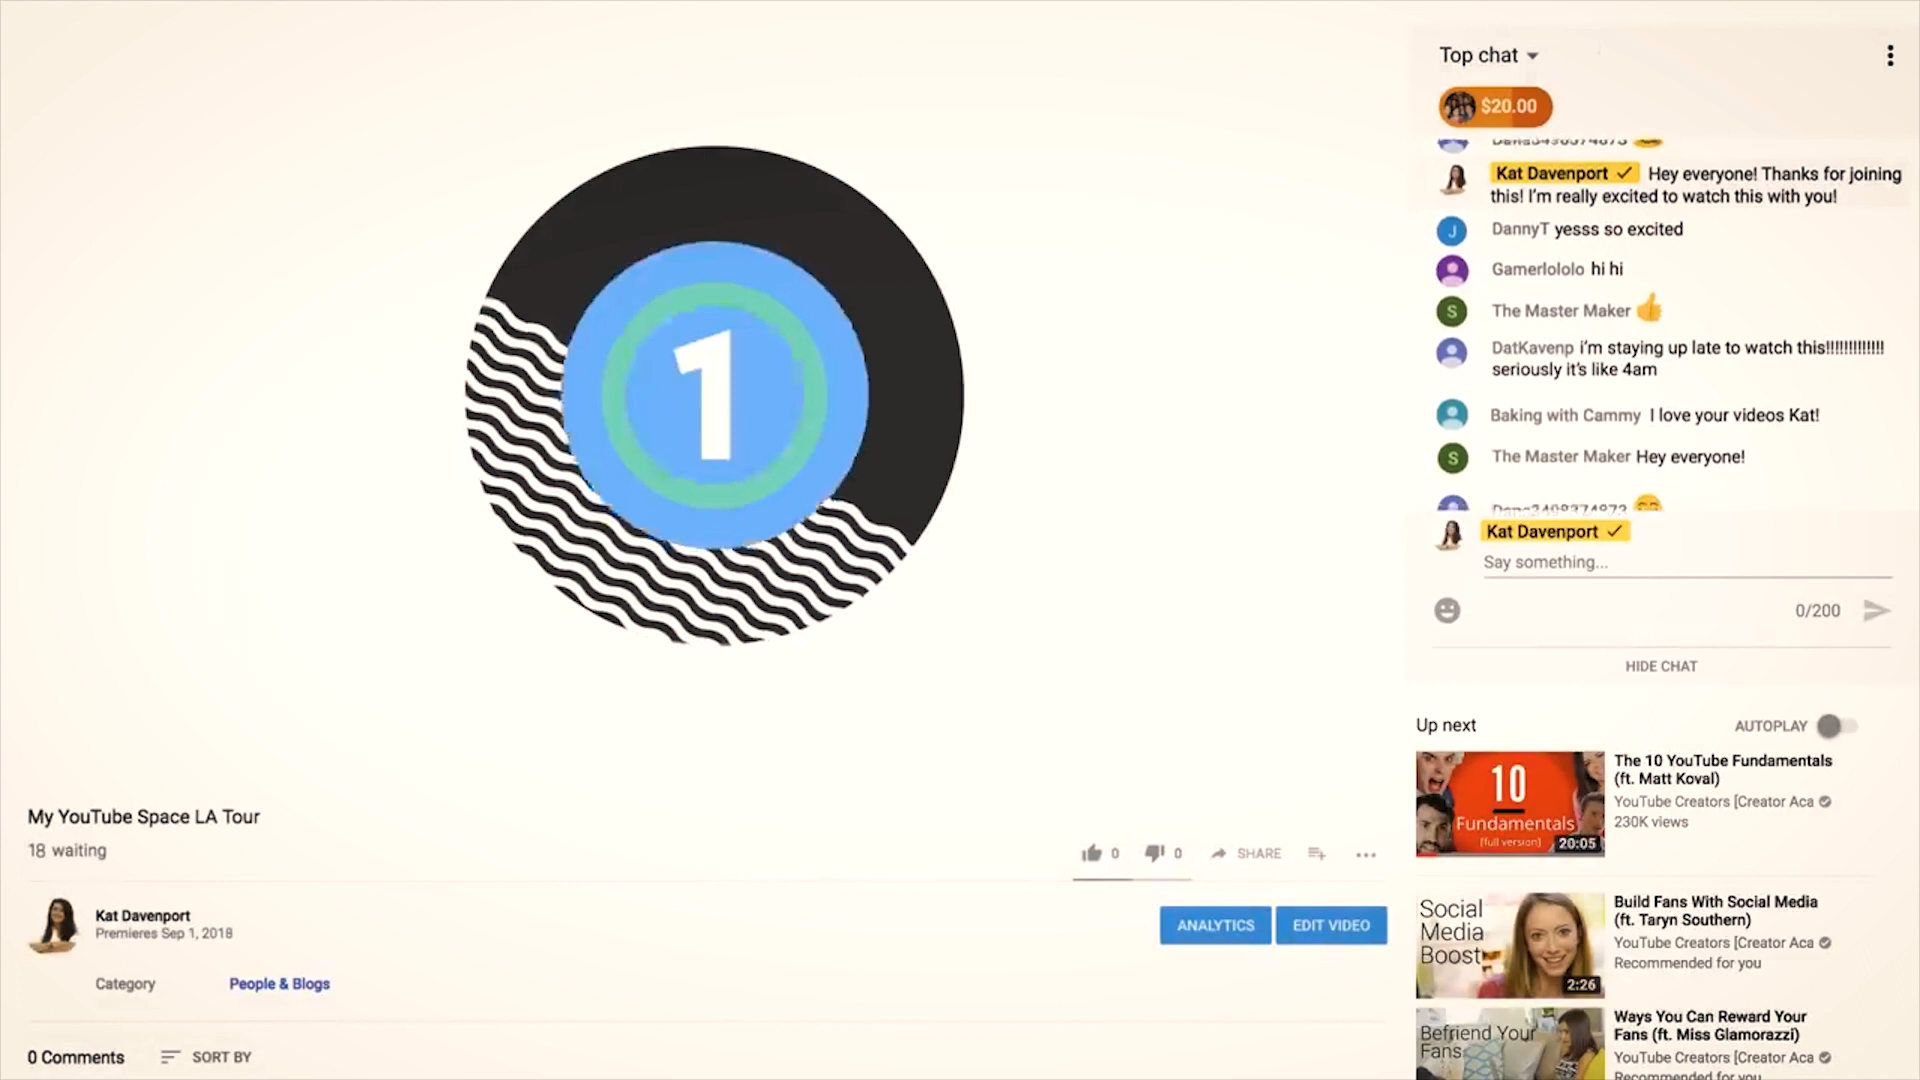 1
My YouTube Space LA Tour
18 waiting
0
0
SHARE
Kat Davenport
Premieres Sep 1, 2018
ANALYTICS
EDIT VIDEO
Category
People & Blogs
0 Comments
SORT BY
Top chat
$20.00
Kat Davenport Hey everyone! Thanks for joining
this! I'm really excited to watch this with you!
DannyT yesss so excited
J
Gamerlololo hi hi
S
The Master Maker 👍
DatKavenp i'm staying up late to watch this!!!!!!!!!!!!!
seriously it's like 4am
Baking with Cammy I love your videos Kat!
S
The Master Maker Hey everyone!
Kat Davenport
Say something...
0/200
HIDE CHAT
Up next
AUTOPLAY
10
Fundamentals
(full version)
20:05
The 10 YouTube Fundamentals
(ft. Matt Koval)
YouTube Creators [Creator Aca
230K views
Social
Media
Boost
2:26
Build Fans With Social Media
(ft. Taryn Southern)
YouTube Creators [Creator Aca
Recommended for you
Befriend Your
Fans
Ways You Can Reward Your
Fans (ft. Miss Glamorazzi)
YouTube Creators [Creator Aca
Recommended for you